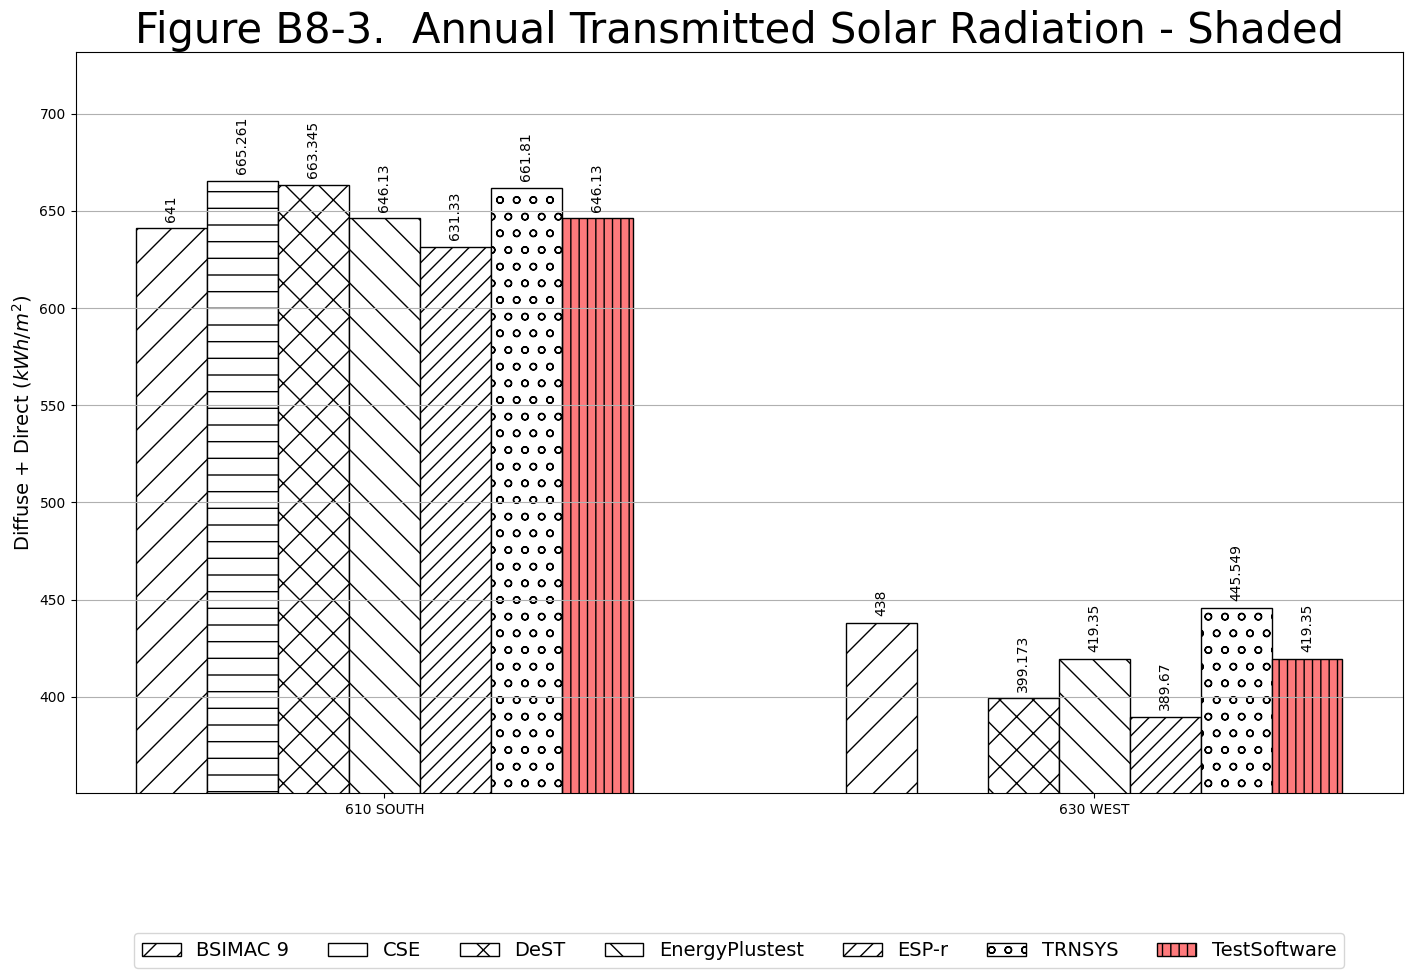 Figure B8-3.  Annual Transmitted Solar Radiation - Shaded
Diffuse + Direct (kWh/m²)
700
650
600
550
500
450
400
641
665.261
663.345
646.13
631.33
661.81
646.13
438
399.173
419.35
389.67
445.549
419.35
610 SOUTH
630 WEST
BSIMAC 9
CSE
DeST
EnergyPlustest
ESP-r
TRNSYS
TestSoftware